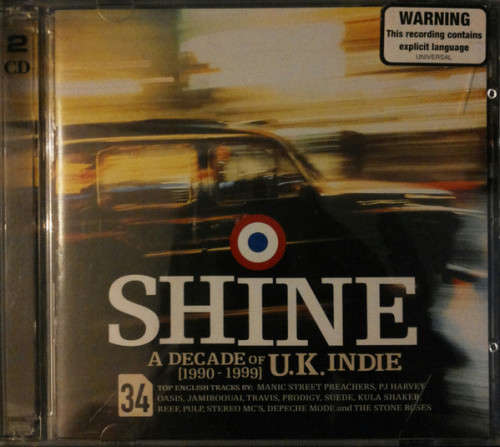 2
CD
WARNING
This recording contains
explicit language
UNIVERSAL
SHINE
A DECADE OF
[1990 - 1999]
U.K. INDIE
34
TOP ENGLISH TRACKS BY: MANIC STREET PREACHERS, PJ HARVEY
OASIS, JAMIROQUAI, TRAVIS, PRODIGY, SUEDE, KULA SHAKER
REEF, PULP, STEREO MC'S, DEPECHE MODE and THE STONE ROSES